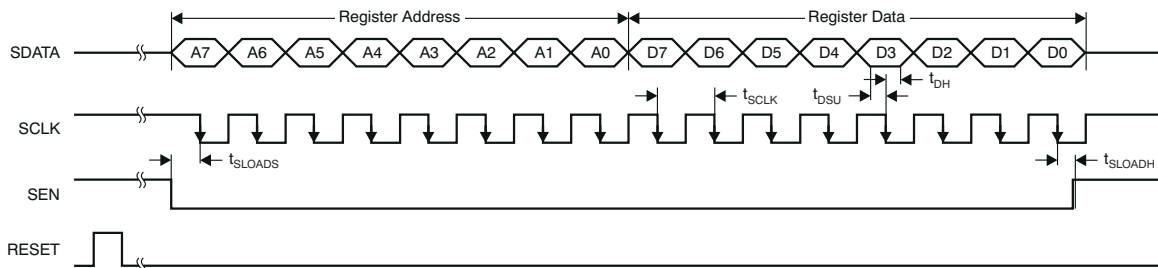 Register Address Register Data
SDATA A7 A6 A5 A4 A3 A2 A1 A0 D7 D6 D5 D4 D3 D2 D1 D0
tDH
tSCLK tDSU
SCLK
tSLOADS tSLOADH
SEN
RESET